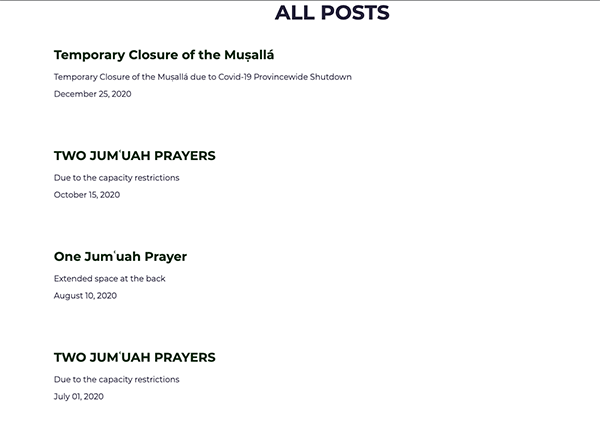 ALL POSTS
Temporary Closure of the Muṣallá
Temporary Closure of the Muṣallá due to Covid-19 Provincewide Shutdown
December 25, 2020
TWO JUMʿUAH PRAYERS
Due to the capacity restrictions
October 15, 2020
One Jumʿuah Prayer
Extended space at the back
August 10, 2020
TWO JUMʿUAH PRAYERS
Due to the capacity restrictions
July 01, 2020